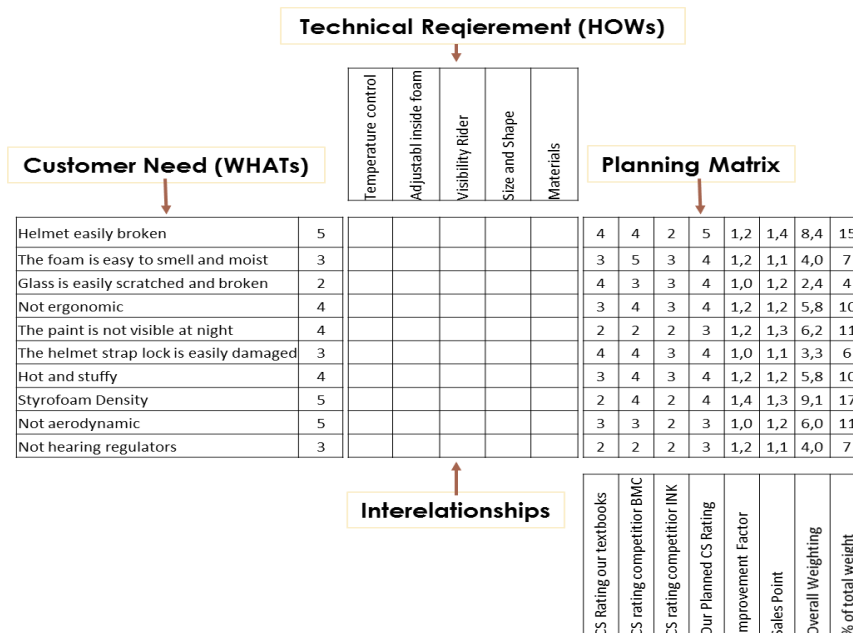 Technical Reqierement (HOWs)
Temperature control
Adjustabl inside foam
Visibility Rider
Size and Shape
Materials
Customer Need (WHATs)
Planning Matrix
Helmet easily broken 5 4 4 2 5 1,2 1,4 8,4 15
The foam is easy to smell and moist 3 3 5 3 4 1,2 1,1 4,0 7
Glass is easily scratched and broken 2 4 3 3 4 1,0 1,2 2,4 4
Not ergonomic 4 3 4 3 4 1,2 1,2 5,8 10
The paint is not visible at night 4 2 2 2 3 1,2 1,3 6,2 11
The helmet strap lock is easily damaged 3 4 4 3 4 1,0 1,1 3,3 6
Hot and stuffy 4 3 4 3 4 1,2 1,2 5,8 10
Styrofoam Density 5 2 4 2 4 1,4 1,3 9,1 17
Not aerodynamic 5 3 3 2 3 1,0 1,2 6,0 11
Not hearing regulators 3 2 2 2 3 1,2 1,1 4,0 7
Interelationships
CS Rating our textbooks
CS rating competitior BMC
CS rating competitior INK
Our Planned CS Rating
Improvement Factor
Sales Point
Overall Weighting
% of total weight